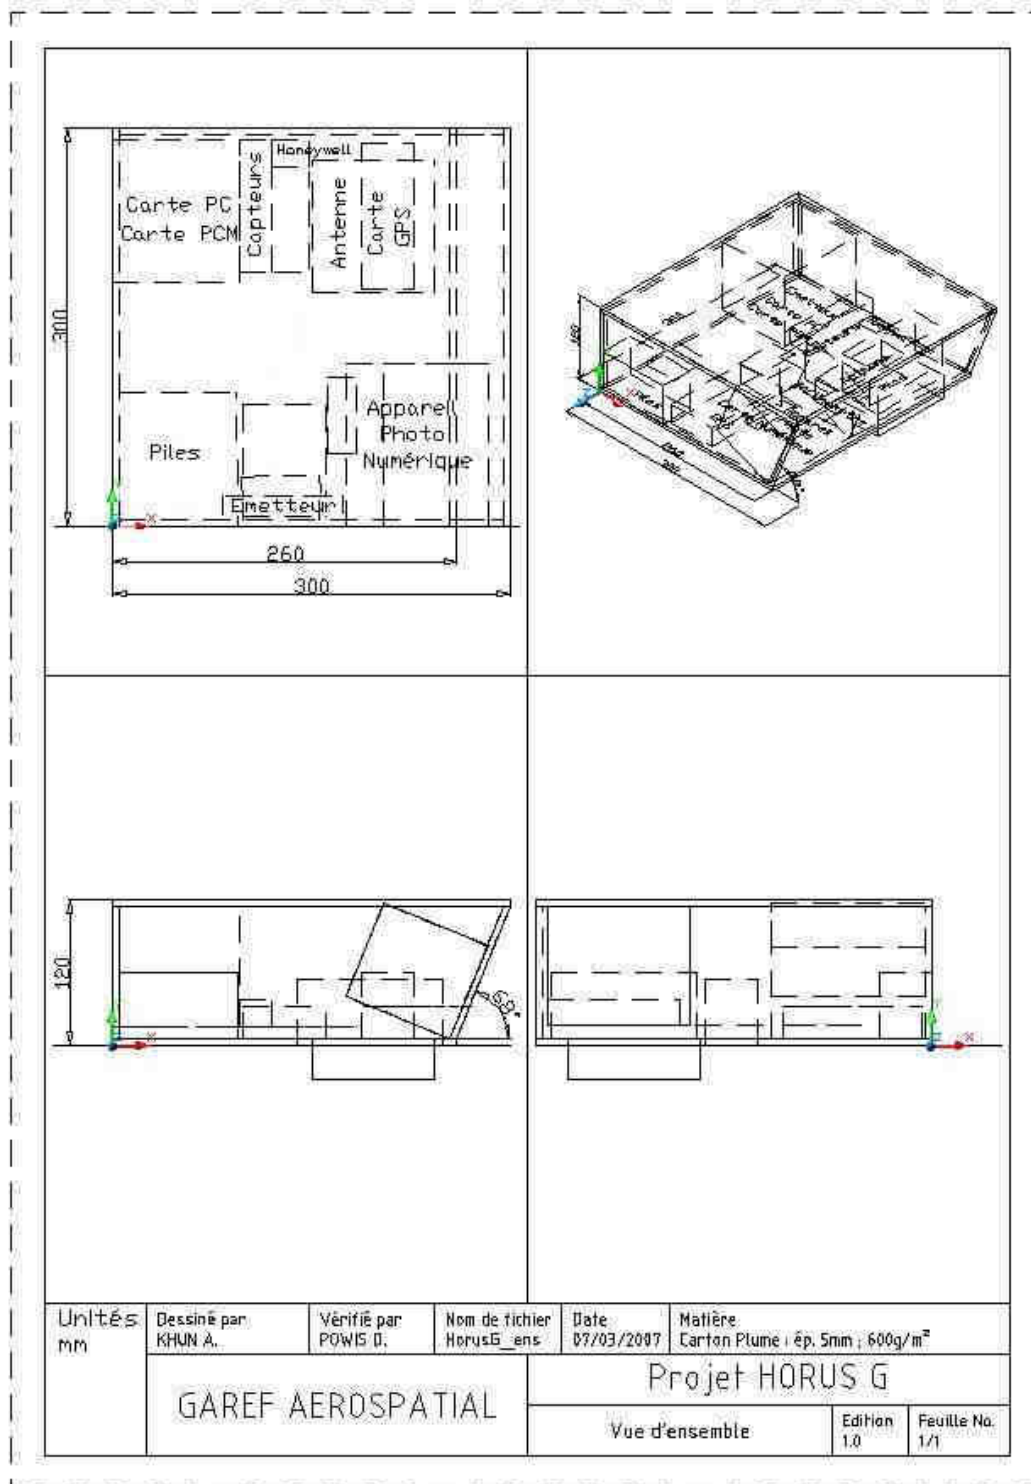 Honeywell
Capteurs
Carte PC
Carte PCM
Antenne
Carte
GPS
300
Piles
Appareil
Photo
Numérique
Emetteur
X
260
300
120
68°
X
X
Unités
mm
Dessiné par
KHUN A.
Vérifié par
POWIS D.
Nom de fichier
HorusG_ens
Date
07/03/2007
Matière
Carton Plume : ép. 5mm ; 600g/m²
GAREF AEROSPATIAL
Projet HORUS G
Vue d'ensemble
Edition
1.0
Feuille No.
1/1